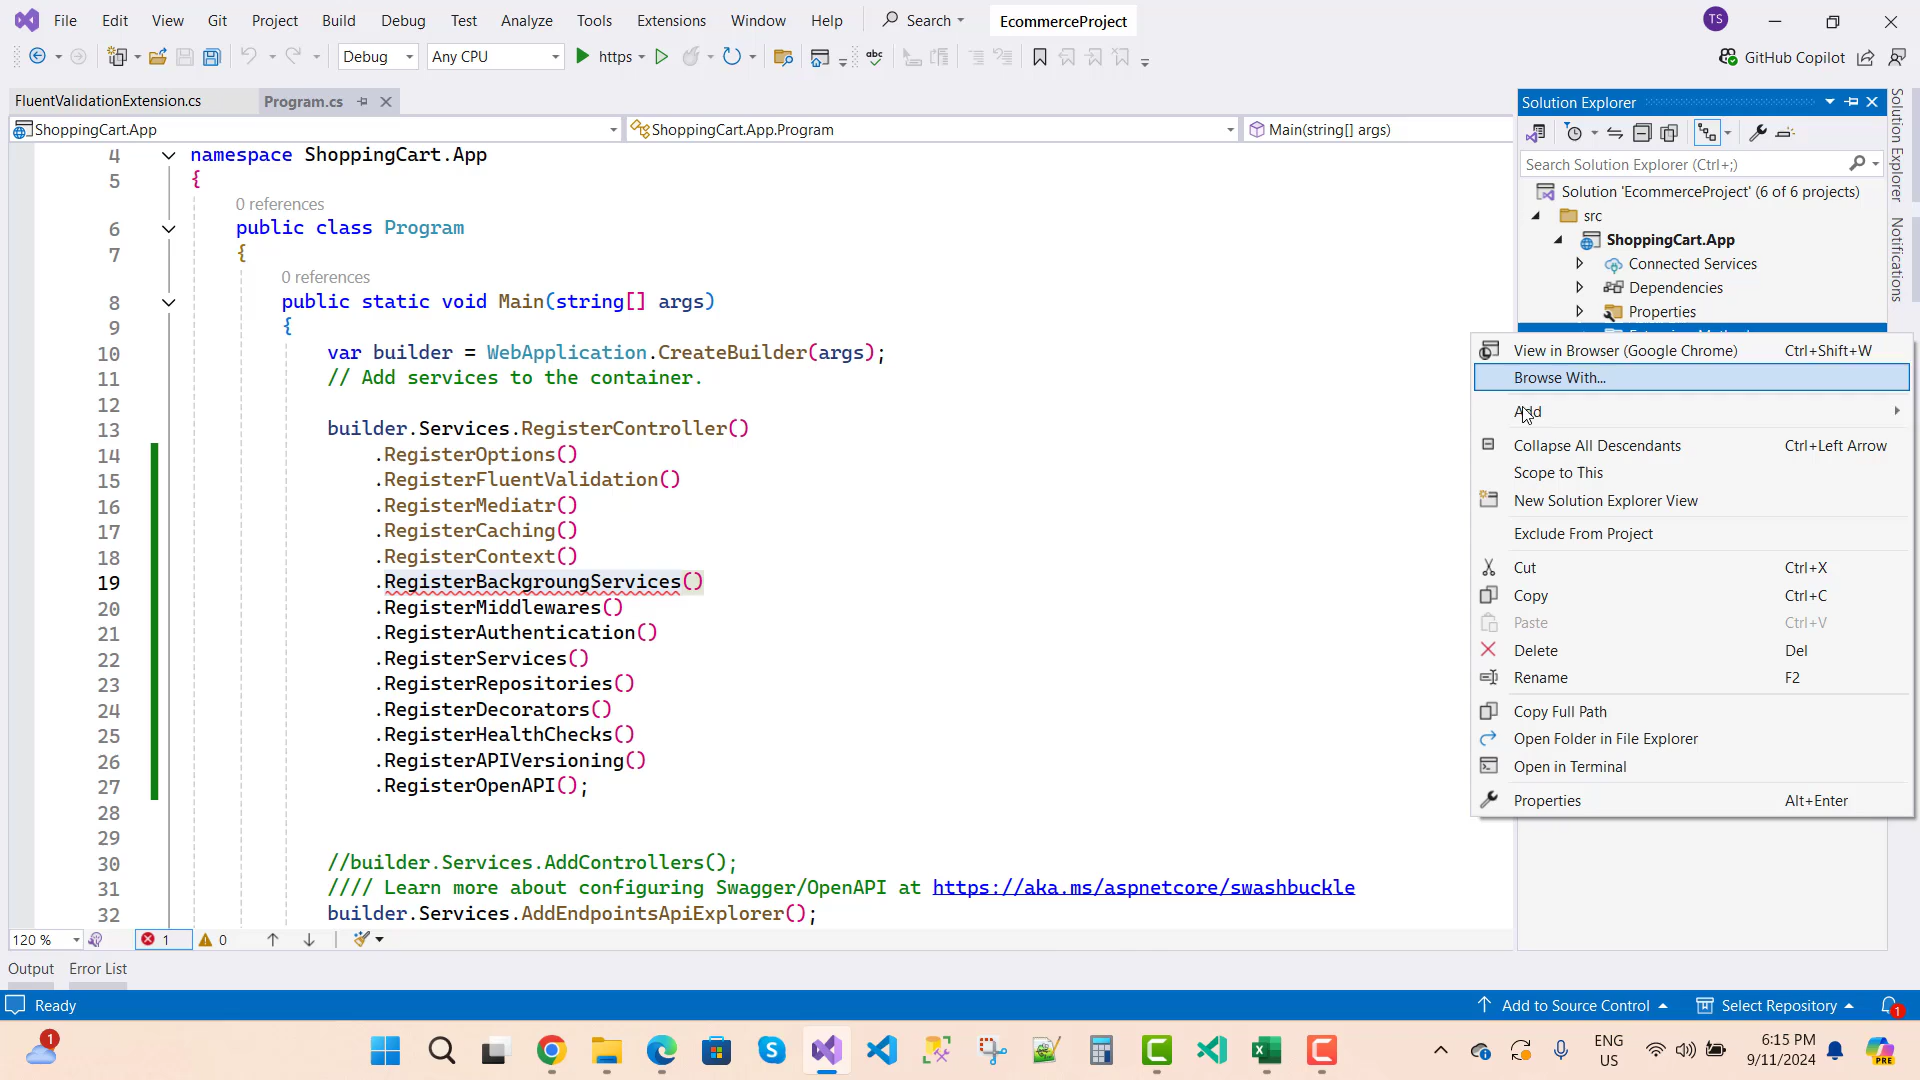 File Edit View Git Project Build Debug Test Analyze Tools Extensions Window Help Search EcommerceProject TS
Debug Any CPU https GitHub Copilot
FluentValidationExtension.cs Program.cs
ShoppingCart.App ShoppingCart.App.Program Main(string[] args)
4 namespace ShoppingCart.App
5 {
0 references
6 public class Program
7 {
0 references
8 public static void Main(string[] args)
9 {
10 var builder = WebApplication.CreateBuilder(args);
11 // Add services to the container.
12
13 builder.Services.RegisterController()
14 .RegisterOptions()
15 .RegisterFluentValidation()
16 .RegisterMediatr()
17 .RegisterCaching()
18 .RegisterContext()
19 .RegisterBackgroungServices()
20 .RegisterMiddlewares()
21 .RegisterAuthentication()
22 .RegisterServices()
23 .RegisterRepositories()
24 .RegisterDecorators()
25 .RegisterHealthChecks()
26 .RegisterAPIVersioning()
27 .RegisterOpenAPI();
28
29
30 //builder.Services.AddControllers();
31 //// Learn more about configuring Swagger/OpenAPI at https://aka.ms/aspnetcore/swashbuckle
32 builder.Services.AddEndpointsApiExplorer();
120 % 1 0
Output Error List
Solution Explorer
Search Solution Explorer (Ctrl+;)
Solution 'EcommerceProject' (6 of 6 projects)
src
ShoppingCart.App
Connected Services
Dependencies
Properties
View in Browser (Google Chrome) Ctrl+Shift+W
Browse With...
Add
Collapse All Descendants Ctrl+Left Arrow
Scope to This
New Solution Explorer View
Exclude From Project
Cut Ctrl+X
Copy Ctrl+C
Paste Ctrl+V
Delete Del
Rename F2
Copy Full Path
Open Folder in File Explorer
Open in Terminal
Properties Alt+Enter
Solution Explorer
Notifications
Ready Add to Source Control Select Repository 1
1 ENG US 6:15 PM 9/11/2024 PRE